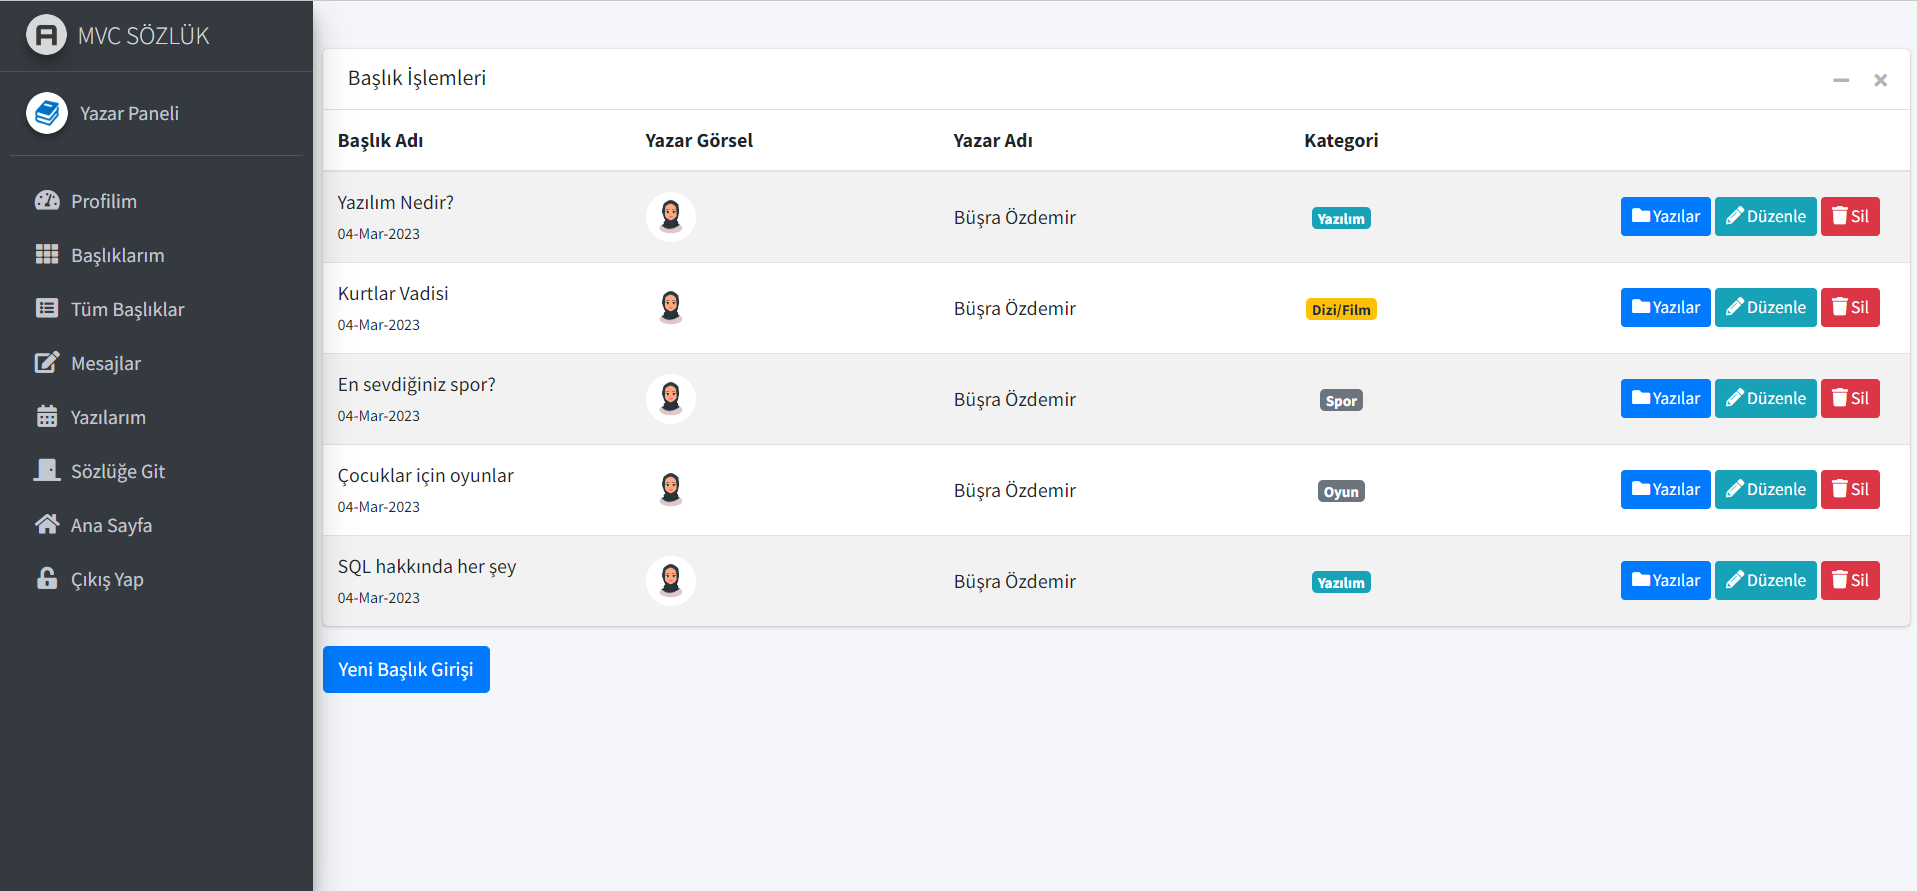 MVC SÖZLÜK
Yazar Paneli
Profilim
Başlıklarım
Tüm Başlıklar
Mesajlar
Yazılarım
Sözlüğe Git
Ana Sayfa
Çıkış Yap
Başlık İşlemleri
Başlık Adı Yazar Görsel Yazar Adı Kategori
Yazılım Nedir?
04-Mar-2023
Büşra Özdemir Yazılım Yazılar Düzenle Sil
Kurtlar Vadisi
04-Mar-2023
Büşra Özdemir Dizi/Film Yazılar Düzenle Sil
En sevdiğiniz spor?
04-Mar-2023
Büşra Özdemir Spor Yazılar Düzenle Sil
Çocuklar için oyunlar
04-Mar-2023
Büşra Özdemir Oyun Yazılar Düzenle Sil
SQL hakkında her şey
04-Mar-2023
Büşra Özdemir Yazılım Yazılar Düzenle Sil
Yeni Başlık Girişi